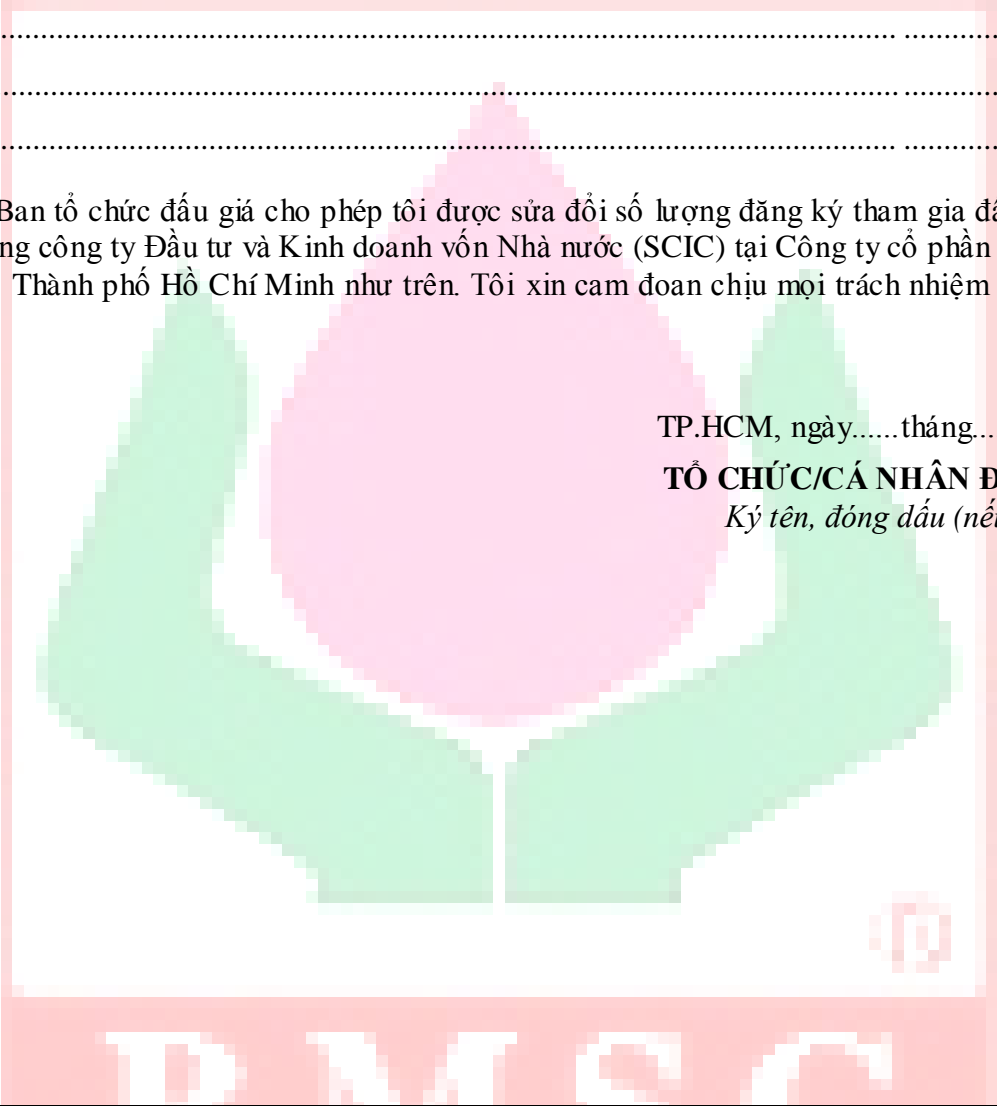 ........................................................................................................................ .............
........................................................................................................................ .............
........................................................................................................................ .............
Ban tổ chức đấu giá cho phép tôi được sửa đổi số lượng đăng ký tham gia đấ
ng công ty Đầu tư và Kinh doanh vốn Nhà nước (SCIC) tại Công ty cổ phần
Thành phố Hồ Chí Minh như trên. Tôi xin cam đoan chịu mọi trách nhiệm
TP.HCM, ngày......tháng...
TỔ CHỨC/CÁ NHÂN Đ
Ký tên, đóng dấu (nếu
BMSC